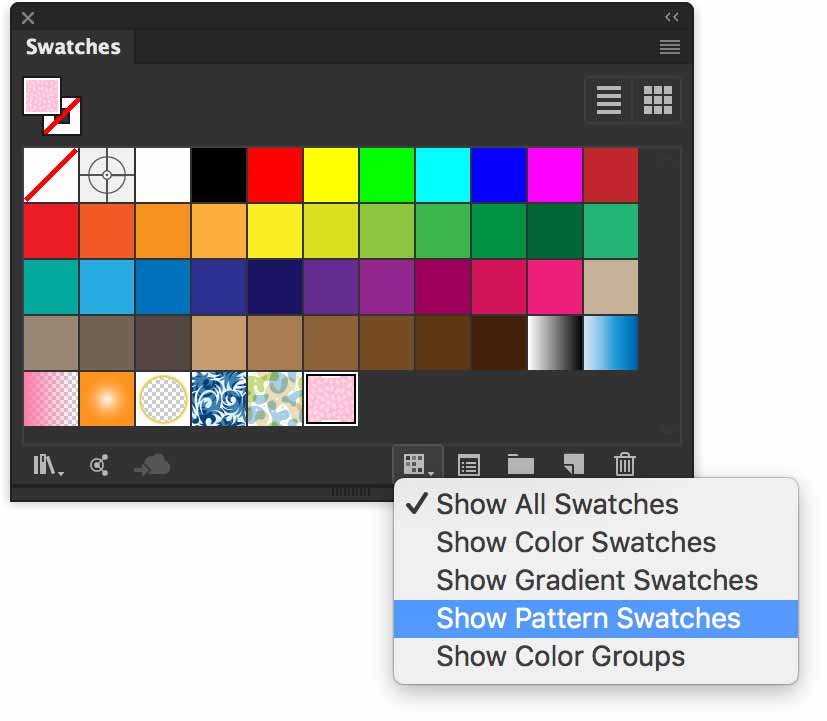 Swatches
Show All Swatches
Show Color Swatches
Show Gradient Swatches
Show Pattern Swatches
Show Color Groups